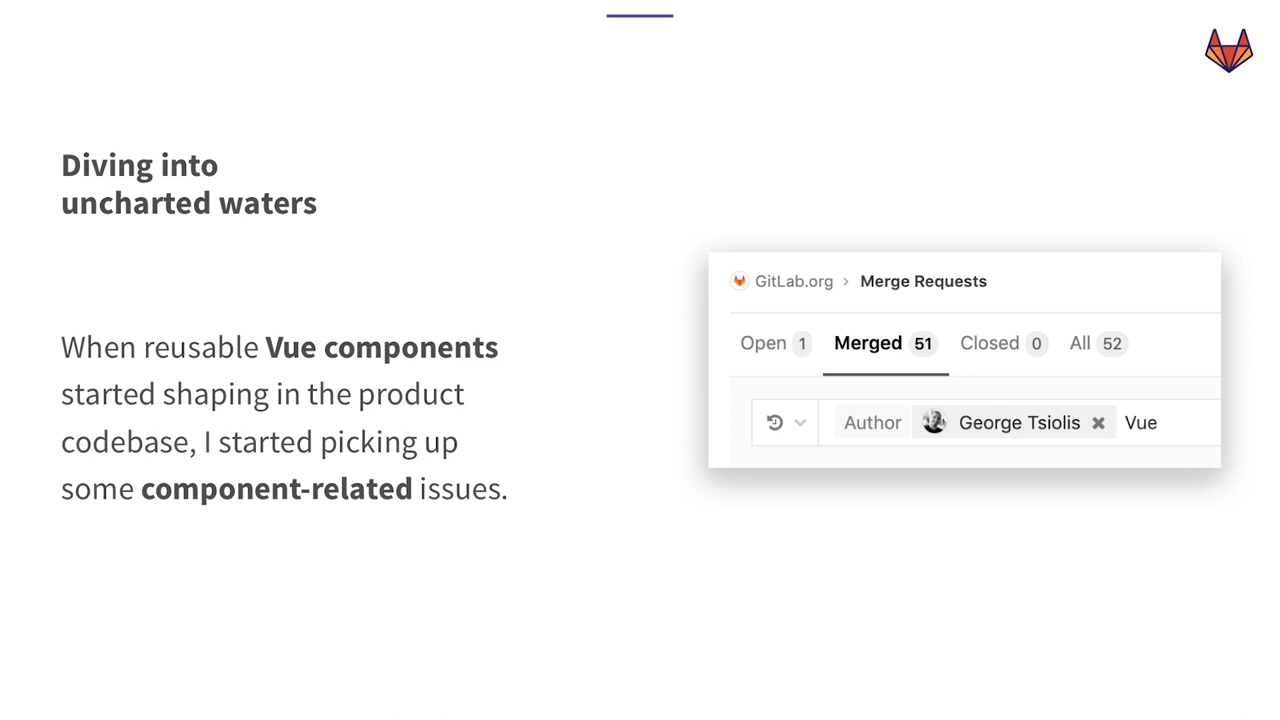 Diving into
uncharted waters
When reusable Vue components
started shaping in the product
codebase, I started picking up
some component-related issues.
GitLab.org › Merge Requests
Open 1 Merged 51 Closed 0 All 52
Author George Tsiolis ✖ Vue